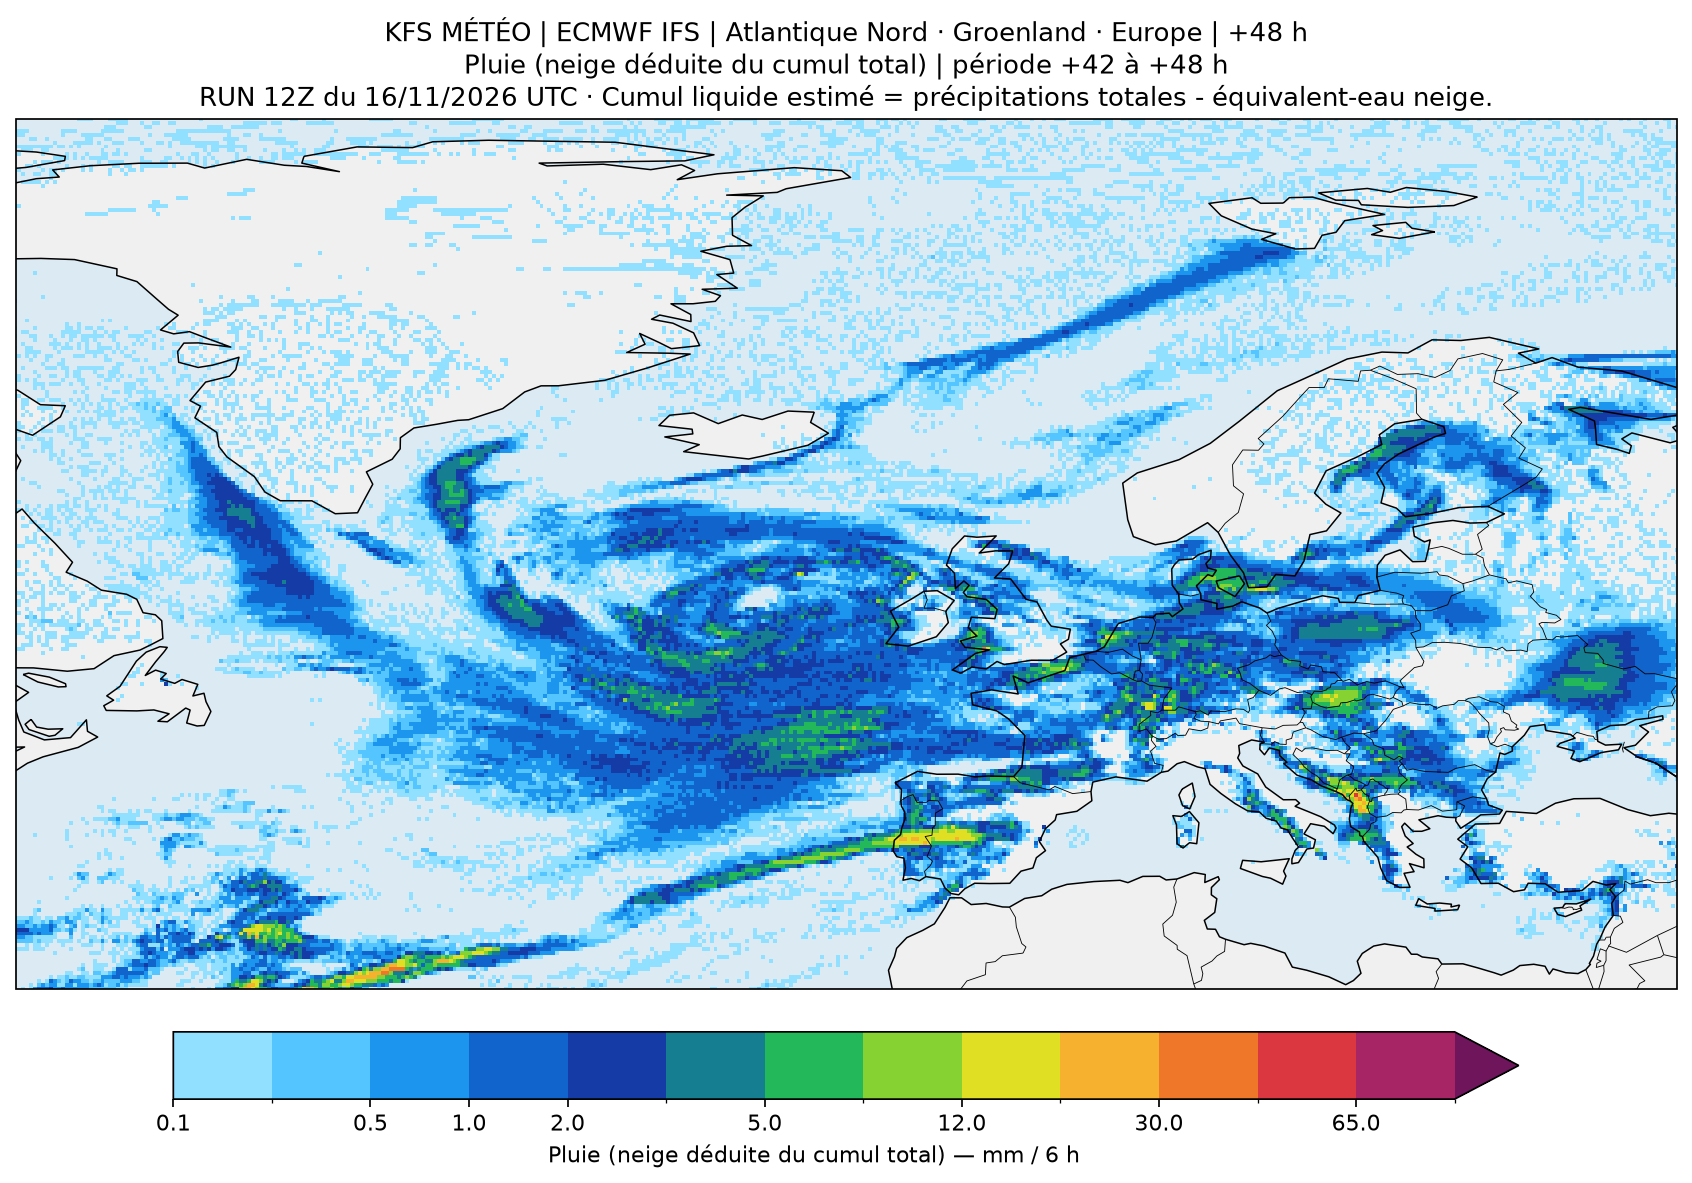 KFS MÉTÉO | ECMWF IFS | Atlantique Nord · Groenland · Europe | +48 h
Pluie (neige déduite du cumul total) | période +42 à +48 h
RUN 12Z du 16/11/2026 UTC · Cumul liquide estimé = précipitations totales - équivalent-eau neige.
0.1 0.5 1.0 2.0 5.0 12.0 30.0 65.0
Pluie (neige déduite du cumul total) — mm / 6 h